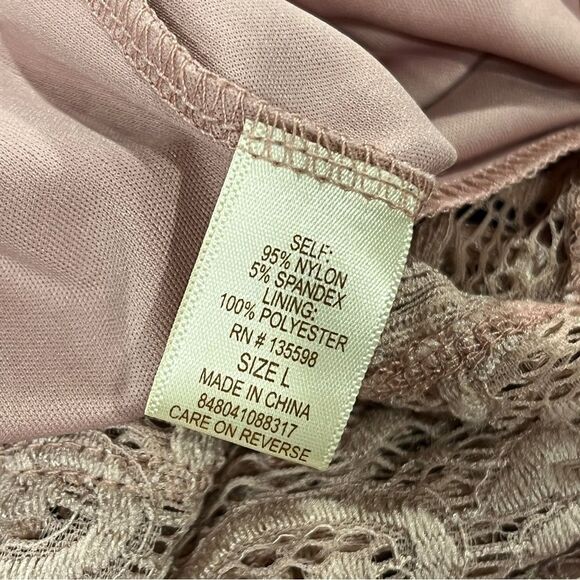 SELF:
95% NYLON
5% SPANDEX
LINING:
100% POLYESTER
RN # 135598
SIZE L
MADE IN CHINA
848041088317
CARE ON REVERSE